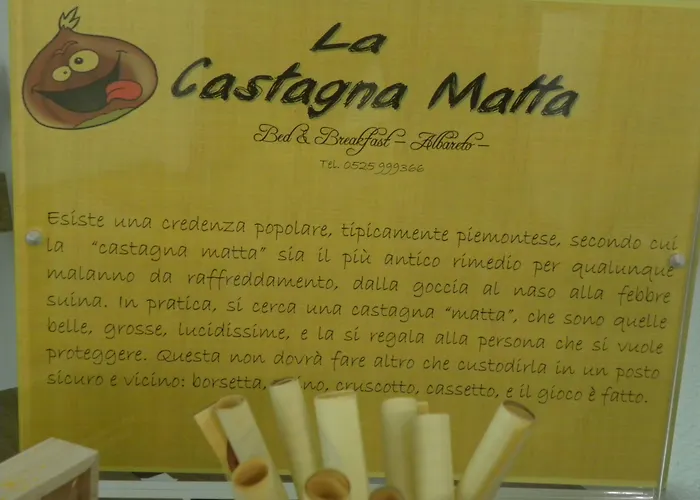 La
Castagna Matta
Bed & Breakfast - Albareto -
Tel. 0525 999366
Esiste una credenza popolare, tipicamente piemontese, secondo cui
la "castagna matta" sia il più antico rimedio per qualunque
malanno da raffreddamento, dalla goccia al naso alla febbre
suina. In pratica, si cerca una castagna "matta", che sono quelle
belle, grosse, lucidissime, e la si regala alla persona che si vuole
proteggere. Questa non dovrà fare altro che custodirla in un posto
sicuro e vicino: borsetta, cruscotto, cassetto, e il gioco è fatto.